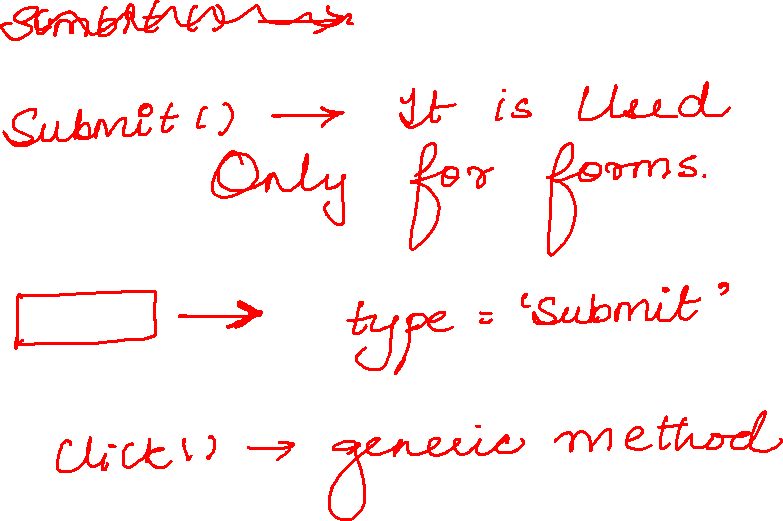 Submit() → It is Used
Only for forms.
→ type = 'Submit'
click() → generic method